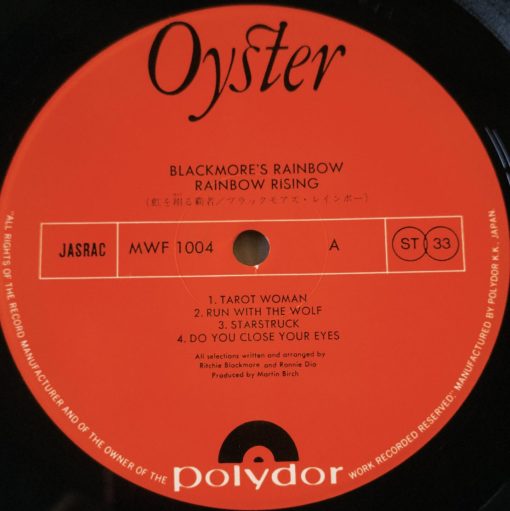 Oyster
BLACKMORE'S RAINBOW
RAINBOW RISING
(虹を翔る覇者/ブラックモアズ・レインボー)
JASRAC MWF 1004 A ST 33
1. TAROT WOMAN
2. RUN WITH THE WOLF
3. STARSTRUCK
4. DO YOU CLOSE YOUR EYES
All selections written and arranged by
Ritchie Blackmore and Ronnie Dio
Produced by Martin Birch
polydor
"ALL RIGHTS OF THE RECORD MANUFACTURER AND OF THE OWNER OF THE WORK RECORDED RESERVED." MANUFACTURED BY POLYDOR K.K., JAPAN.